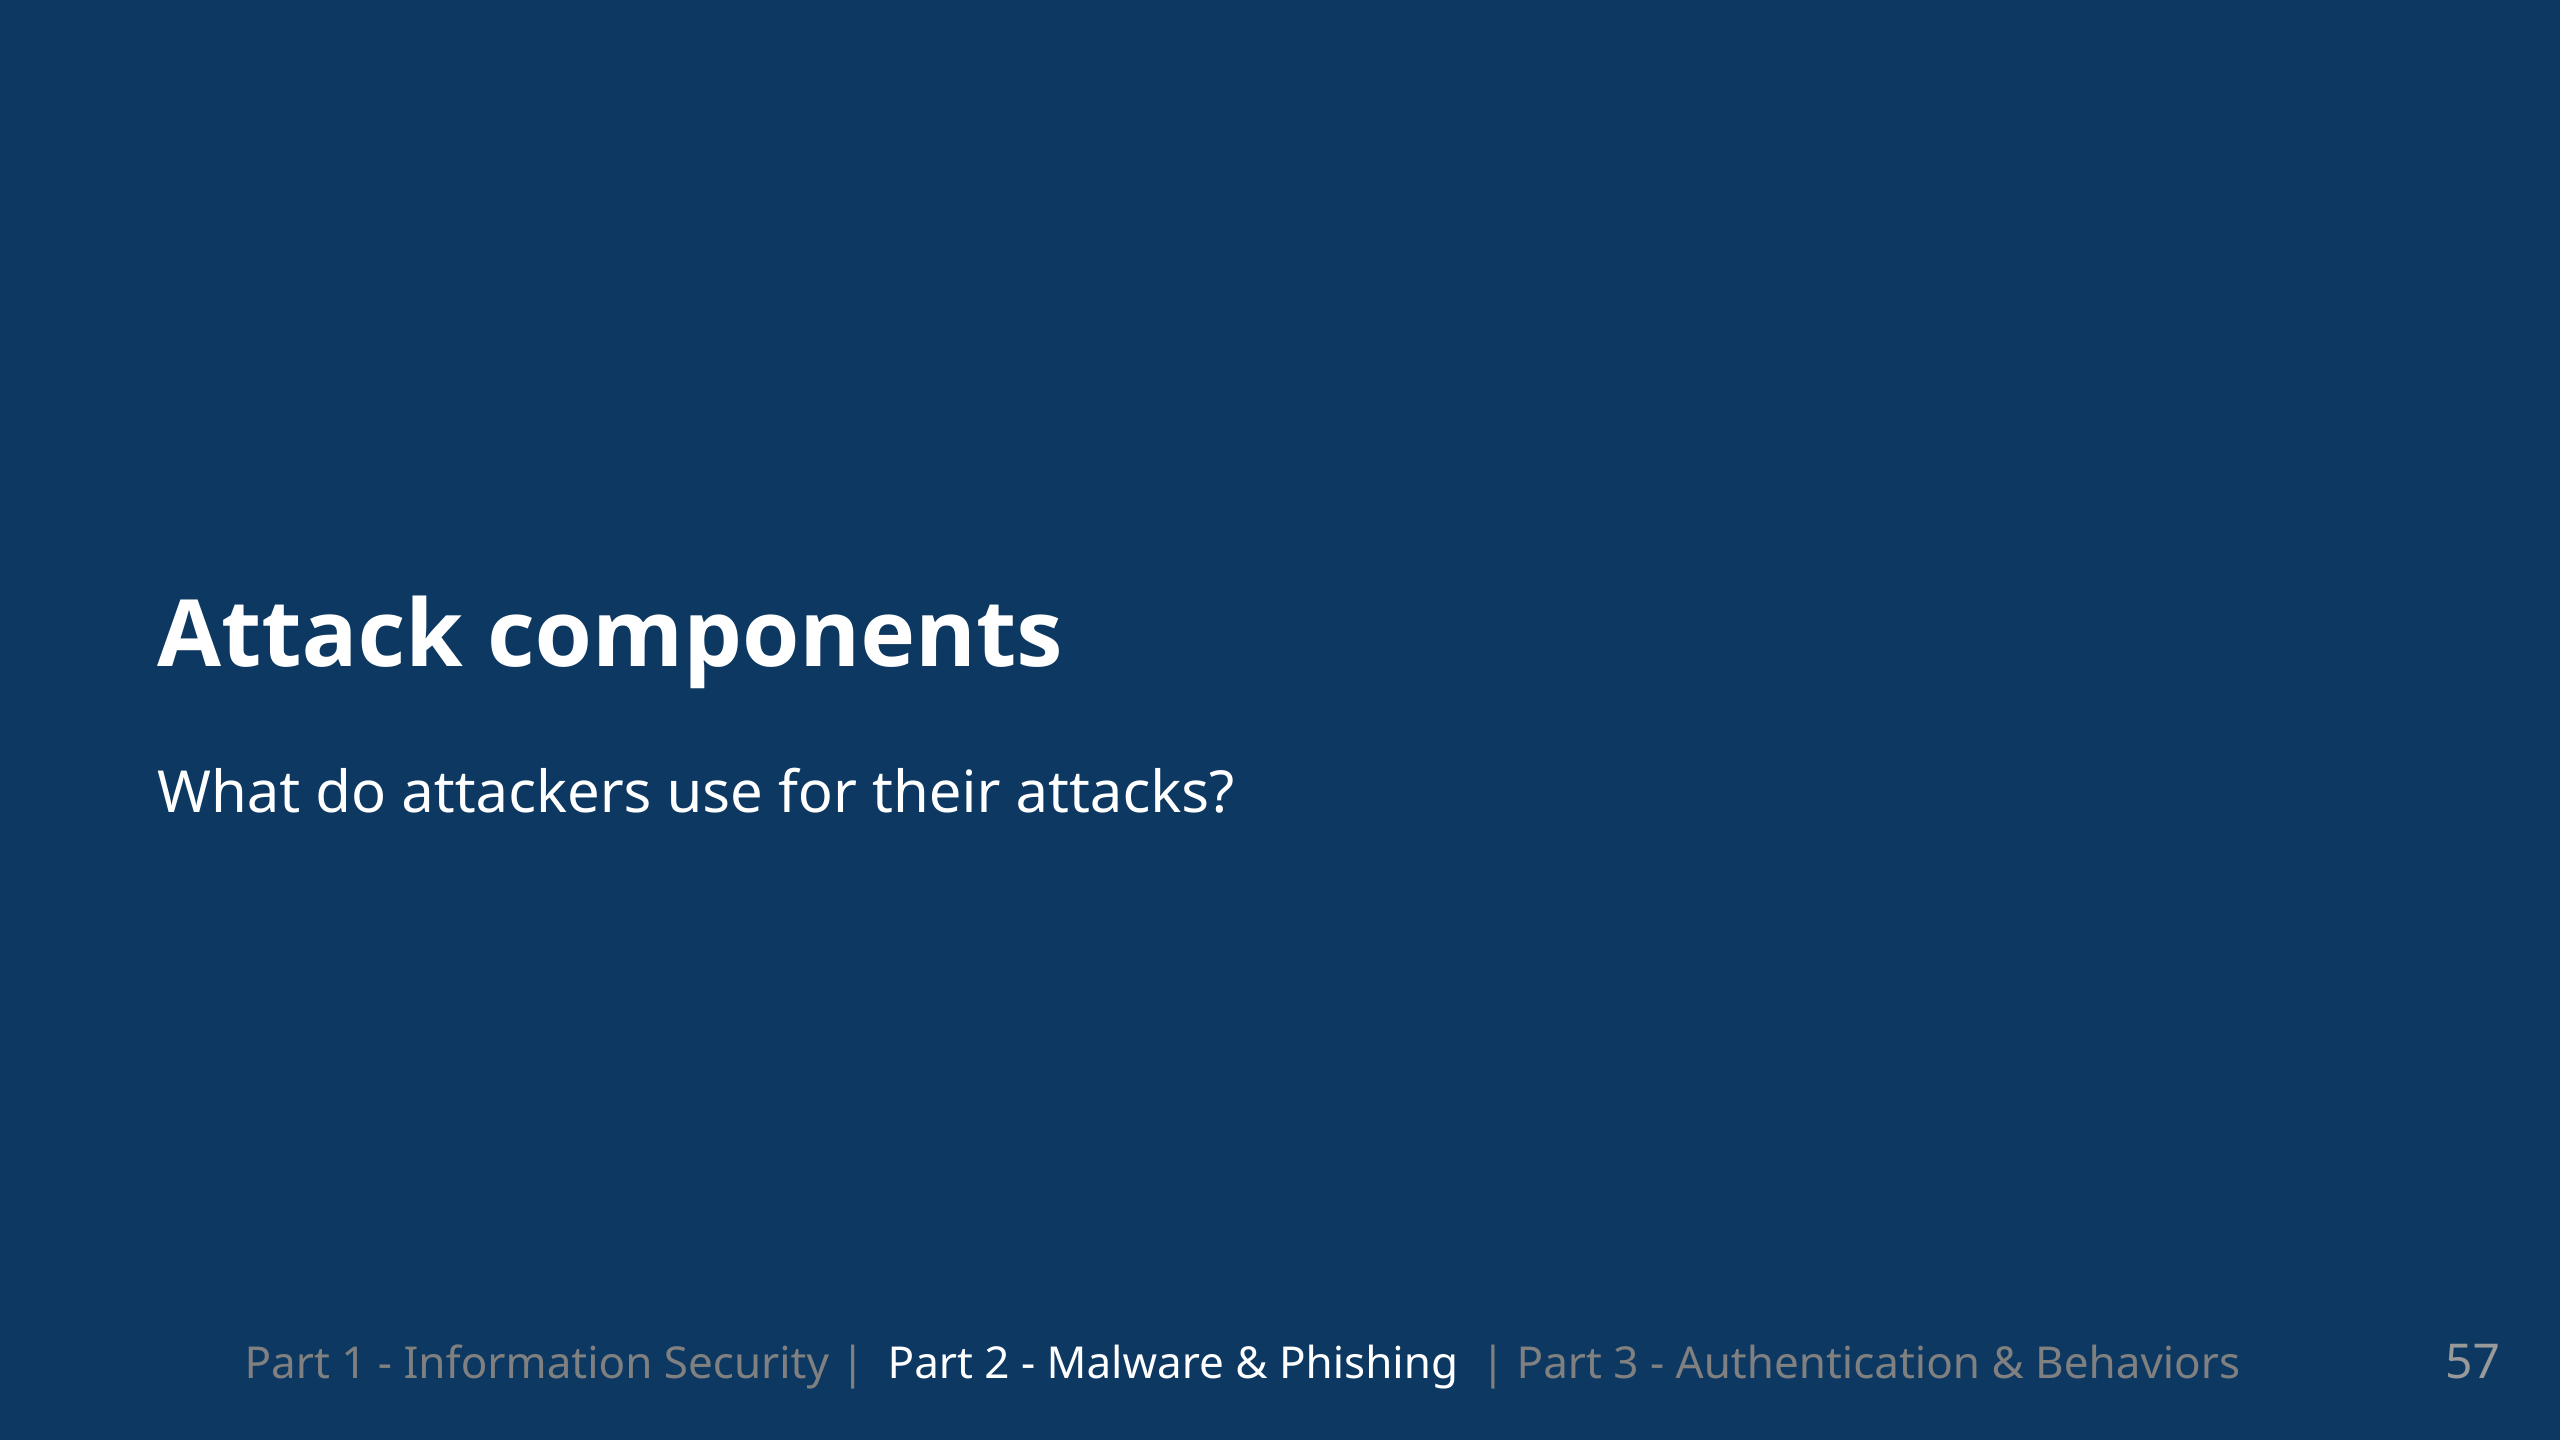 Attack components
What do attackers use for their attacks?
Part 1 - Information Security | Part 2 - Malware & Phishing | Part 3 - Authentication & Behaviors 57